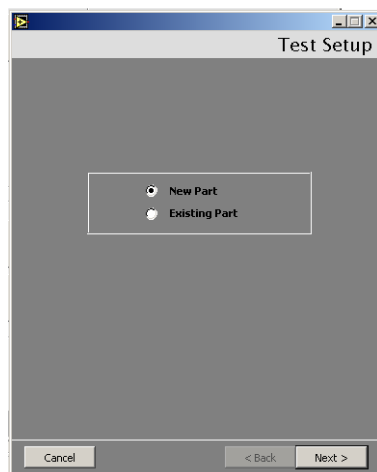 Test Setup
New Part
Existing Part
Cancel
< Back
Next >